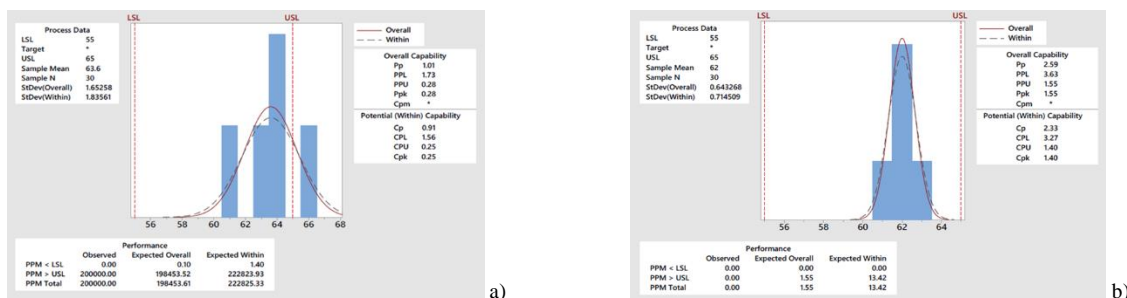 LSL USL
Process Data
LSL 55
Target *
USL 65
Sample Mean 63.6
Sample N 30
StDev(Overall) 1.65258
StDev(Within) 1.83561
Overall
Within
Overall Capability
Pp 1.01
PPL 1.73
PPU 0.28
Ppk 0.28
Cpm *
Potential (Within) Capability
Cp 0.91
CPL 1.56
CPU 0.25
Cpk 0.25
56 58 60 62 64 66 68
Performance
Observed Expected Overall Expected Within
PPM < LSL 0.00 0.10 1.40
PPM > USL 200000.00 198453.52 222823.93
PPM Total 200000.00 198453.61 222825.33
a)
LSL USL
Process Data
LSL 55
Target *
USL 65
Sample Mean 62
Sample N 30
StDev(Overall) 0.643268
StDev(Within) 0.714509
Overall
Within
Overall Capability
Pp 2.59
PPL 3.63
PPU 1.55
Ppk 1.55
Cpm *
Potential (Within) Capability
Cp 2.33
CPL 3.27
CPU 1.40
Cpk 1.40
56 58 60 62 64
Performance
Observed Expected Overall Expected Within
PPM < LSL 0.00 0.00 0.00
PPM > USL 0.00 1.55 13.42
PPM Total 0.00 1.55 13.42
b)